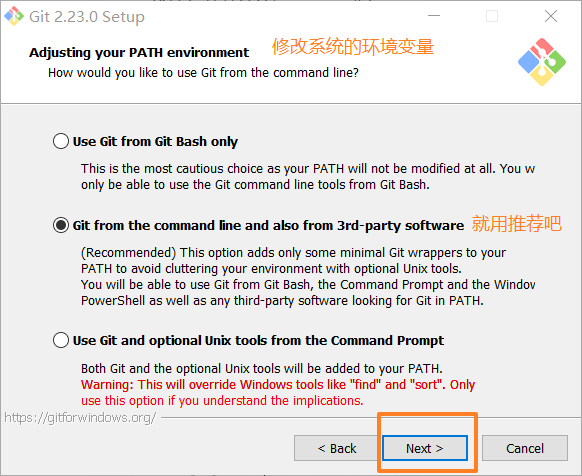 Git 2.23.0 Setup
Adjusting your PATH environment 修改系统的环境变量
How would you like to use Git from the command line?
Use Git from Git Bash only
This is the most cautious choice as your PATH will not be modified at all. You w
only be able to use the Git command line tools from Git Bash.
Git from the command line and also from 3rd-party software 就用推荐吧
(Recommended) This option adds only some minimal Git wrappers to your
PATH to avoid cluttering your environment with optional Unix tools.
You will be able to use Git from Git Bash, the Command Prompt and the Window
PowerShell as well as any third-party software looking for Git in PATH.
Use Git and optional Unix tools from the Command Prompt
Both Git and the optional Unix tools will be added to your PATH.
Warning: This will override Windows tools like "find" and "sort". Only
use this option if you understand the implications.
https://gitforwindows.org/
< Back Next > Cancel